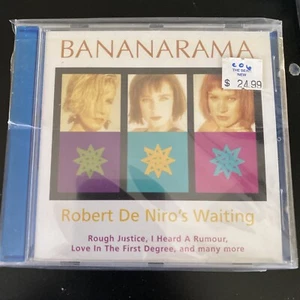 BANANARAMA
$ 24.99
Robert De Niro's Waiting
Rough Justice, I Heard A Rumour,
Love In The First Degree, and many more